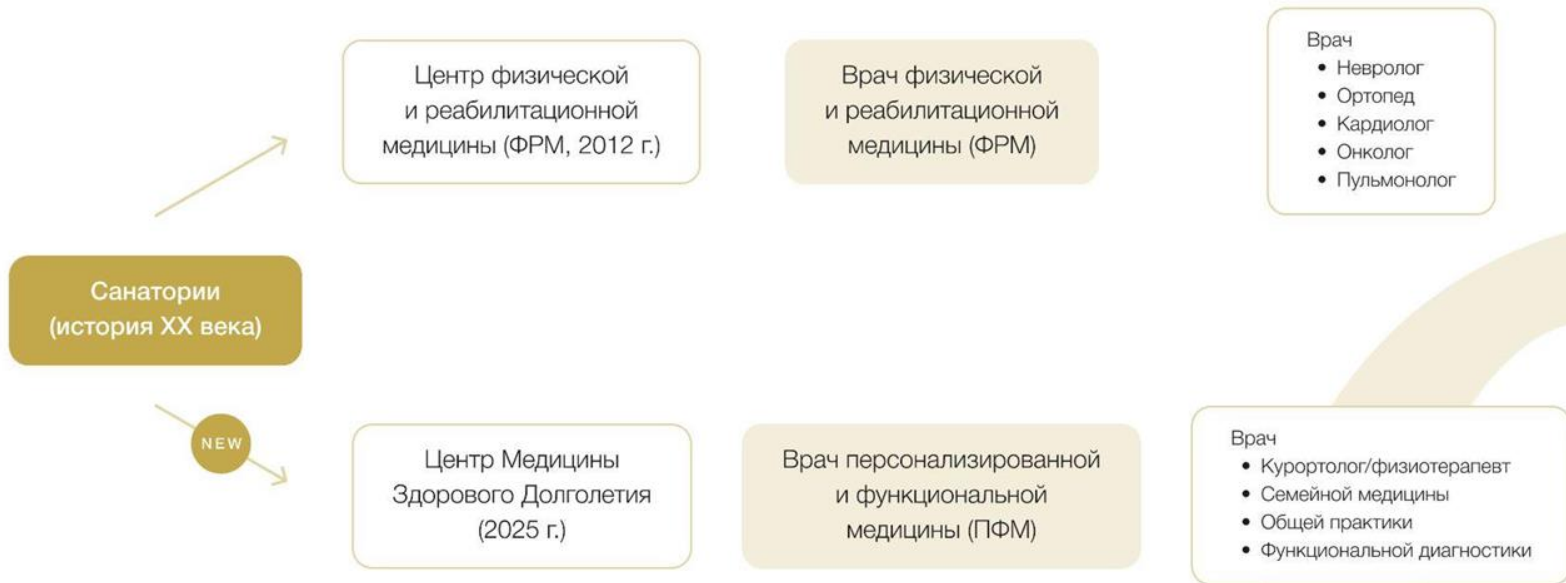 Центр физической
и реабилитационной
медицины (ФРМ, 2012 г.)
Врач физической
и реабилитационной
медицины (ФРМ)
Врач
• Невролог
• Ортопед
• Кардиолог
• Онколог
• Пульмонолог
Санатории
(история XX века)
NEW
Центр Медицины
Здорового Долголетия
(2025 г.)
Врач персонализированной
и функциональной
медицины (ПФМ)
Врач
• Курортолог/физиотерапевт
• Семейной медицины
• Общей практики
• Функциональной диагностики